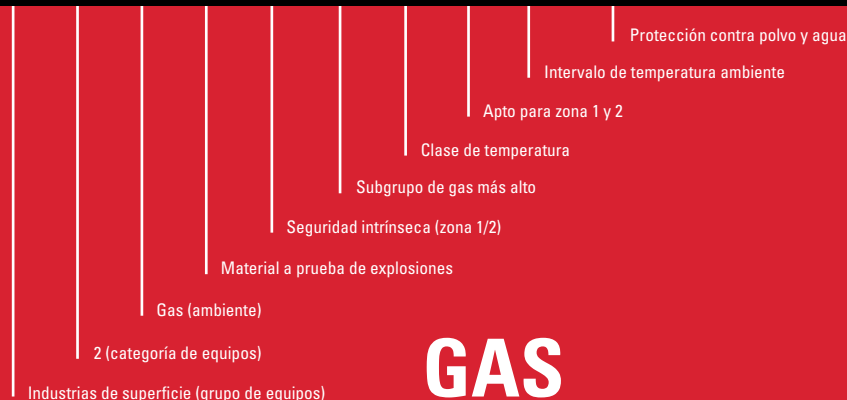 Protección contra polvo y agua
Intervalo de temperatura ambiente
Apto para zona 1 y 2
Clase de temperatura
Subgrupo de gas más alto
Seguridad intrínseca (zona 1/2)
Material a prueba de explosiones
Gas (ambiente)
2 (categoría de equipos)
Industrias de superficie (grupo de equipos)
GAS